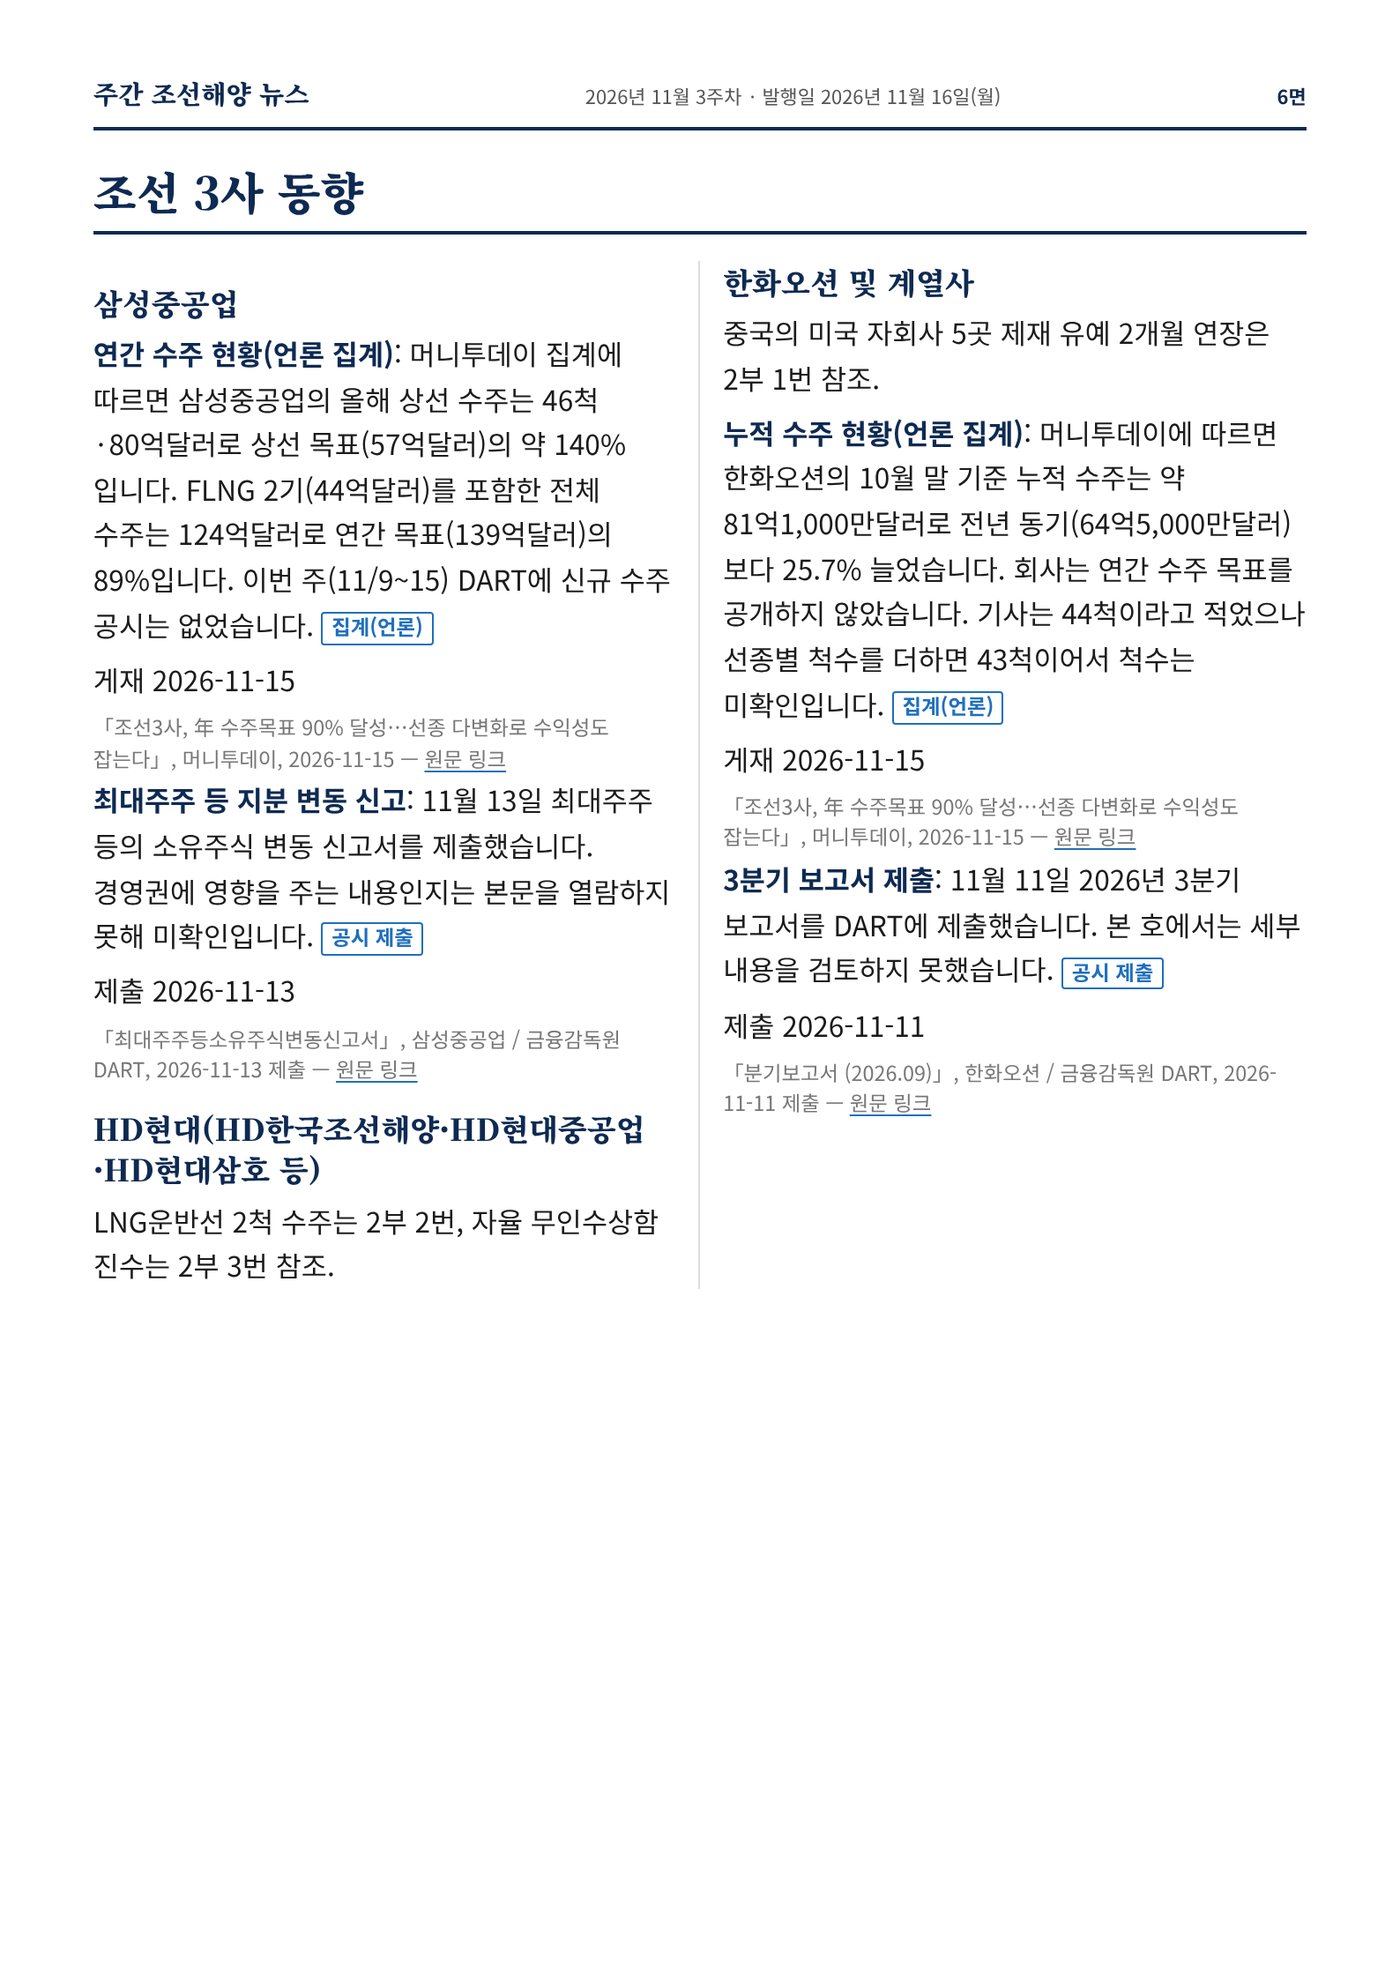 주간 조선해양 뉴스
2026년 11월 3주차 · 발행일 2026년 11월 16일(월)
6면
조선 3사 동향
삼성중공업
연간 수주 현황(언론 집계): 머니투데이 집계에
따르면 삼성중공업의 올해 상선 수주는 46척
·80억달러로 상선 목표(57억달러)의 약 140%
입니다. FLNG 2기(44억달러)를 포함한 전체
수주는 124억달러로 연간 목표(139억달러)의
89%입니다. 이번 주(11/9~15) DART에 신규 수주
공시는 없었습니다. 집계(언론)
게재 2026-11-15
「조선3사, 年 수주목표 90% 달성…선종 다변화로 수익성도
잡는다」, 머니투데이, 2026-11-15 — 원문 링크
최대주주 등 지분 변동 신고: 11월 13일 최대주주
등의 소유주식 변동 신고서를 제출했습니다.
경영권에 영향을 주는 내용인지는 본문을 열람하지
못해 미확인입니다. 공시 제출
제출 2026-11-13
「최대주주등소유주식변동신고서」, 삼성중공업 / 금융감독원
DART, 2026-11-13 제출 — 원문 링크
HD현대(HD한국조선해양·HD현대중공업
·HD현대삼호 등)
LNG운반선 2척 수주는 2부 2번, 자율 무인수상함
진수는 2부 3번 참조.
한화오션 및 계열사
중국의 미국 자회사 5곳 제재 유예 2개월 연장은
2부 1번 참조.
누적 수주 현황(언론 집계): 머니투데이에 따르면
한화오션의 10월 말 기준 누적 수주는 약
81억1,000만달러로 전년 동기(64억5,000만달러)
보다 25.7% 늘었습니다. 회사는 연간 수주 목표를
공개하지 않았습니다. 기사는 44척이라고 적었으나
선종별 척수를 더하면 43척이어서 척수는
미확인입니다. 집계(언론)
게재 2026-11-15
「조선3사, 年 수주목표 90% 달성…선종 다변화로 수익성도
잡는다」, 머니투데이, 2026-11-15 — 원문 링크
3분기 보고서 제출: 11월 11일 2026년 3분기
보고서를 DART에 제출했습니다. 본 호에서는 세부
내용을 검토하지 못했습니다. 공시 제출
제출 2026-11-11
「분기보고서 (2026.09)」, 한화오션 / 금융감독원 DART, 2026-
11-11 제출 — 원문 링크